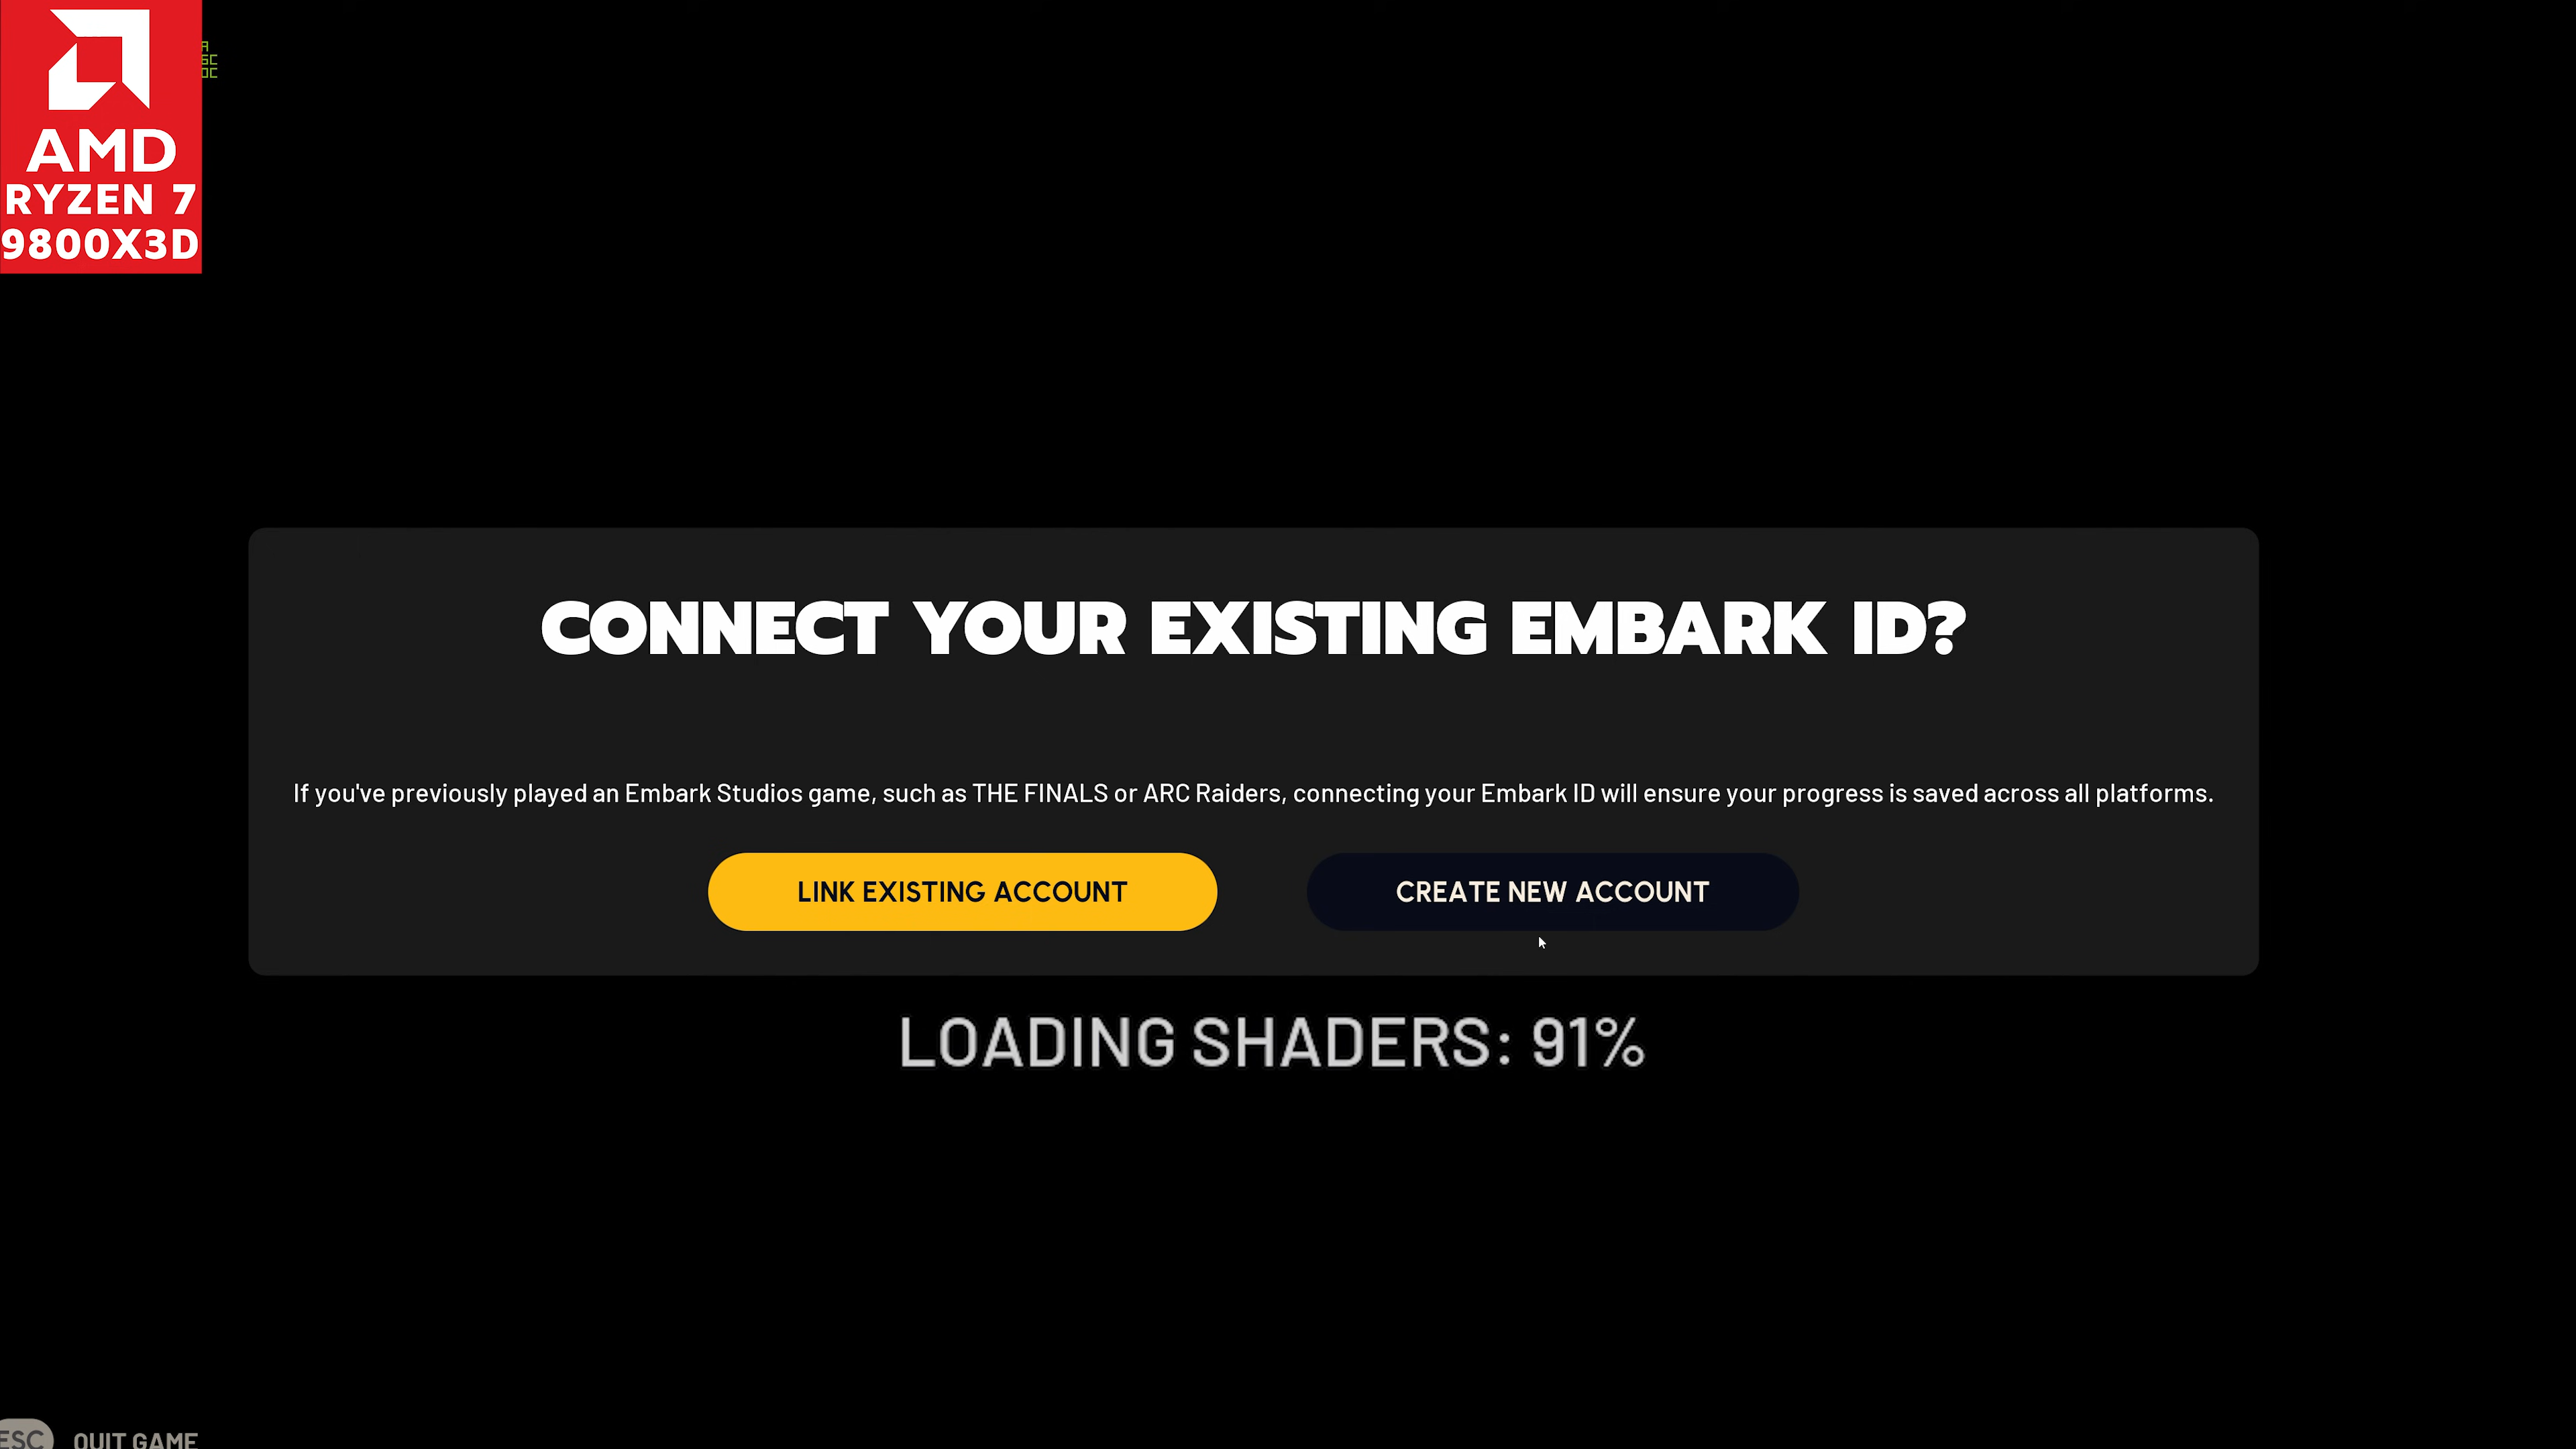 AMD
RYZEN 7
9800X3D
CONNECT YOUR EXISTING EMBARK ID?
If you've previously played an Embark Studios game, such as THE FINALS or ARC Raiders, connecting your Embark ID will ensure your progress is saved across all platforms.
LINK EXISTING ACCOUNT
CREATE NEW ACCOUNT
LOADING SHADERS: 91%
ESC QUIT GAME